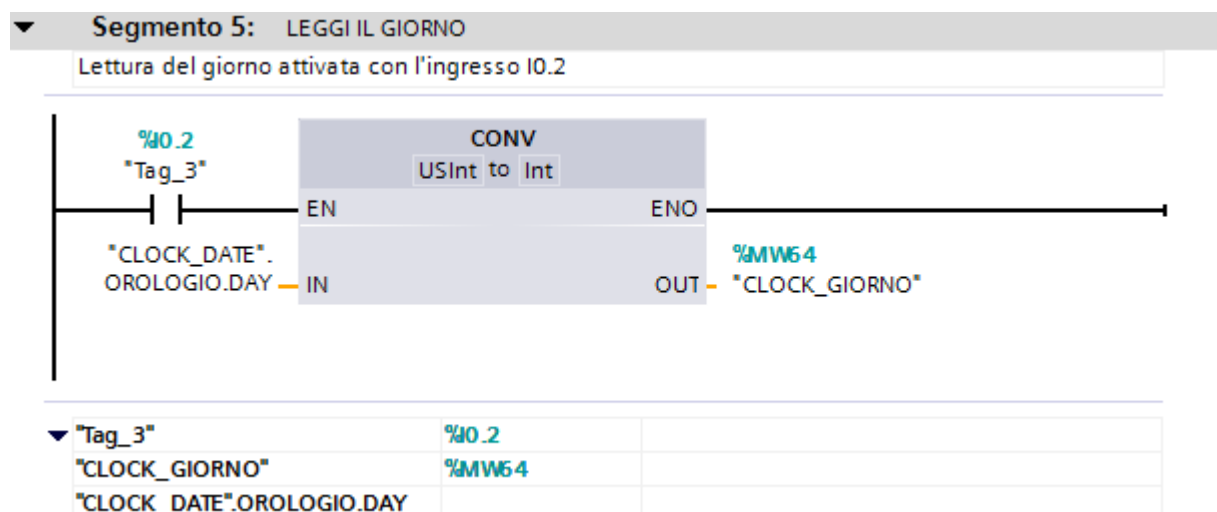 Segmento 5: LEGGI IL GIORNO
Lettura del giorno attivata con l'ingresso I0.2
%I0.2
"Tag_3"
CONV
USInt to Int
EN
ENO
"CLOCK_DATE".
OROLOGIO.DAY
IN
OUT
%MW64
"CLOCK_GIORNO"
"Tag_3" %I0.2
"CLOCK_GIORNO" %MW64
"CLOCK_DATE".OROLOGIO.DAY